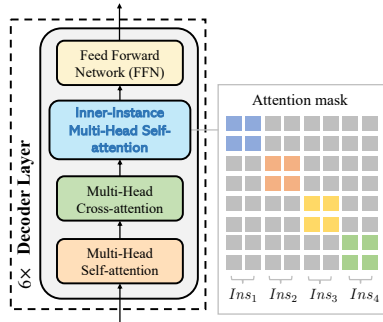 6× Decoder Layer
Feed Forward
Network (FFN)
Inner-instance
Multi-Head Self-
attention
Multi-Head
Cross-attention
Multi-Head
Self-attention
Attention mask
Ins₁ Ins₂ Ins₃ Ins₄